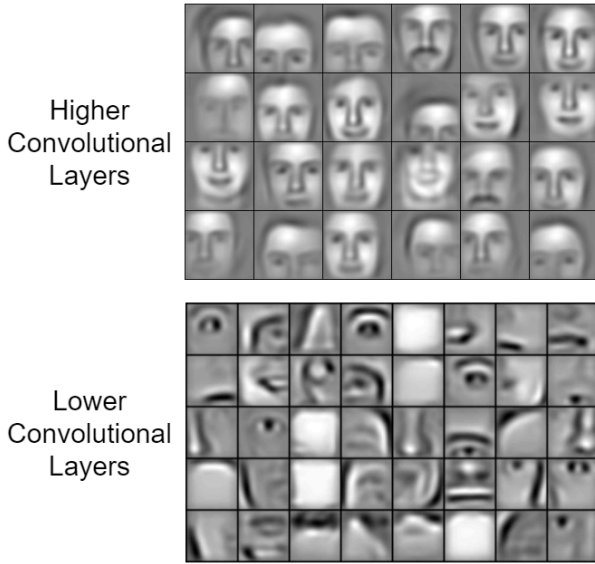 Higher
Convolutional
Layers
Lower
Convolutional
Layers